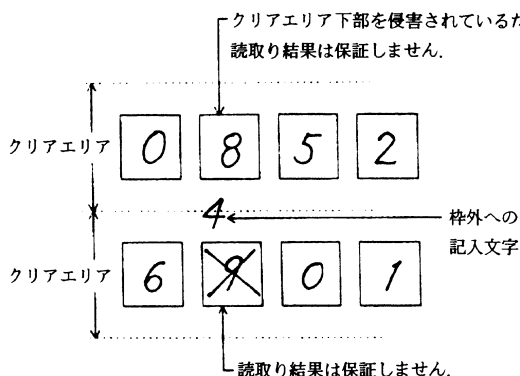 クリアエリア下部を侵害されているた
読取り結果は保証しません.
クリアエリア
0 8 5 2
4
枠外への
記入文字
クリアエリア
6 9 0 1
読取り結果は保証しません.